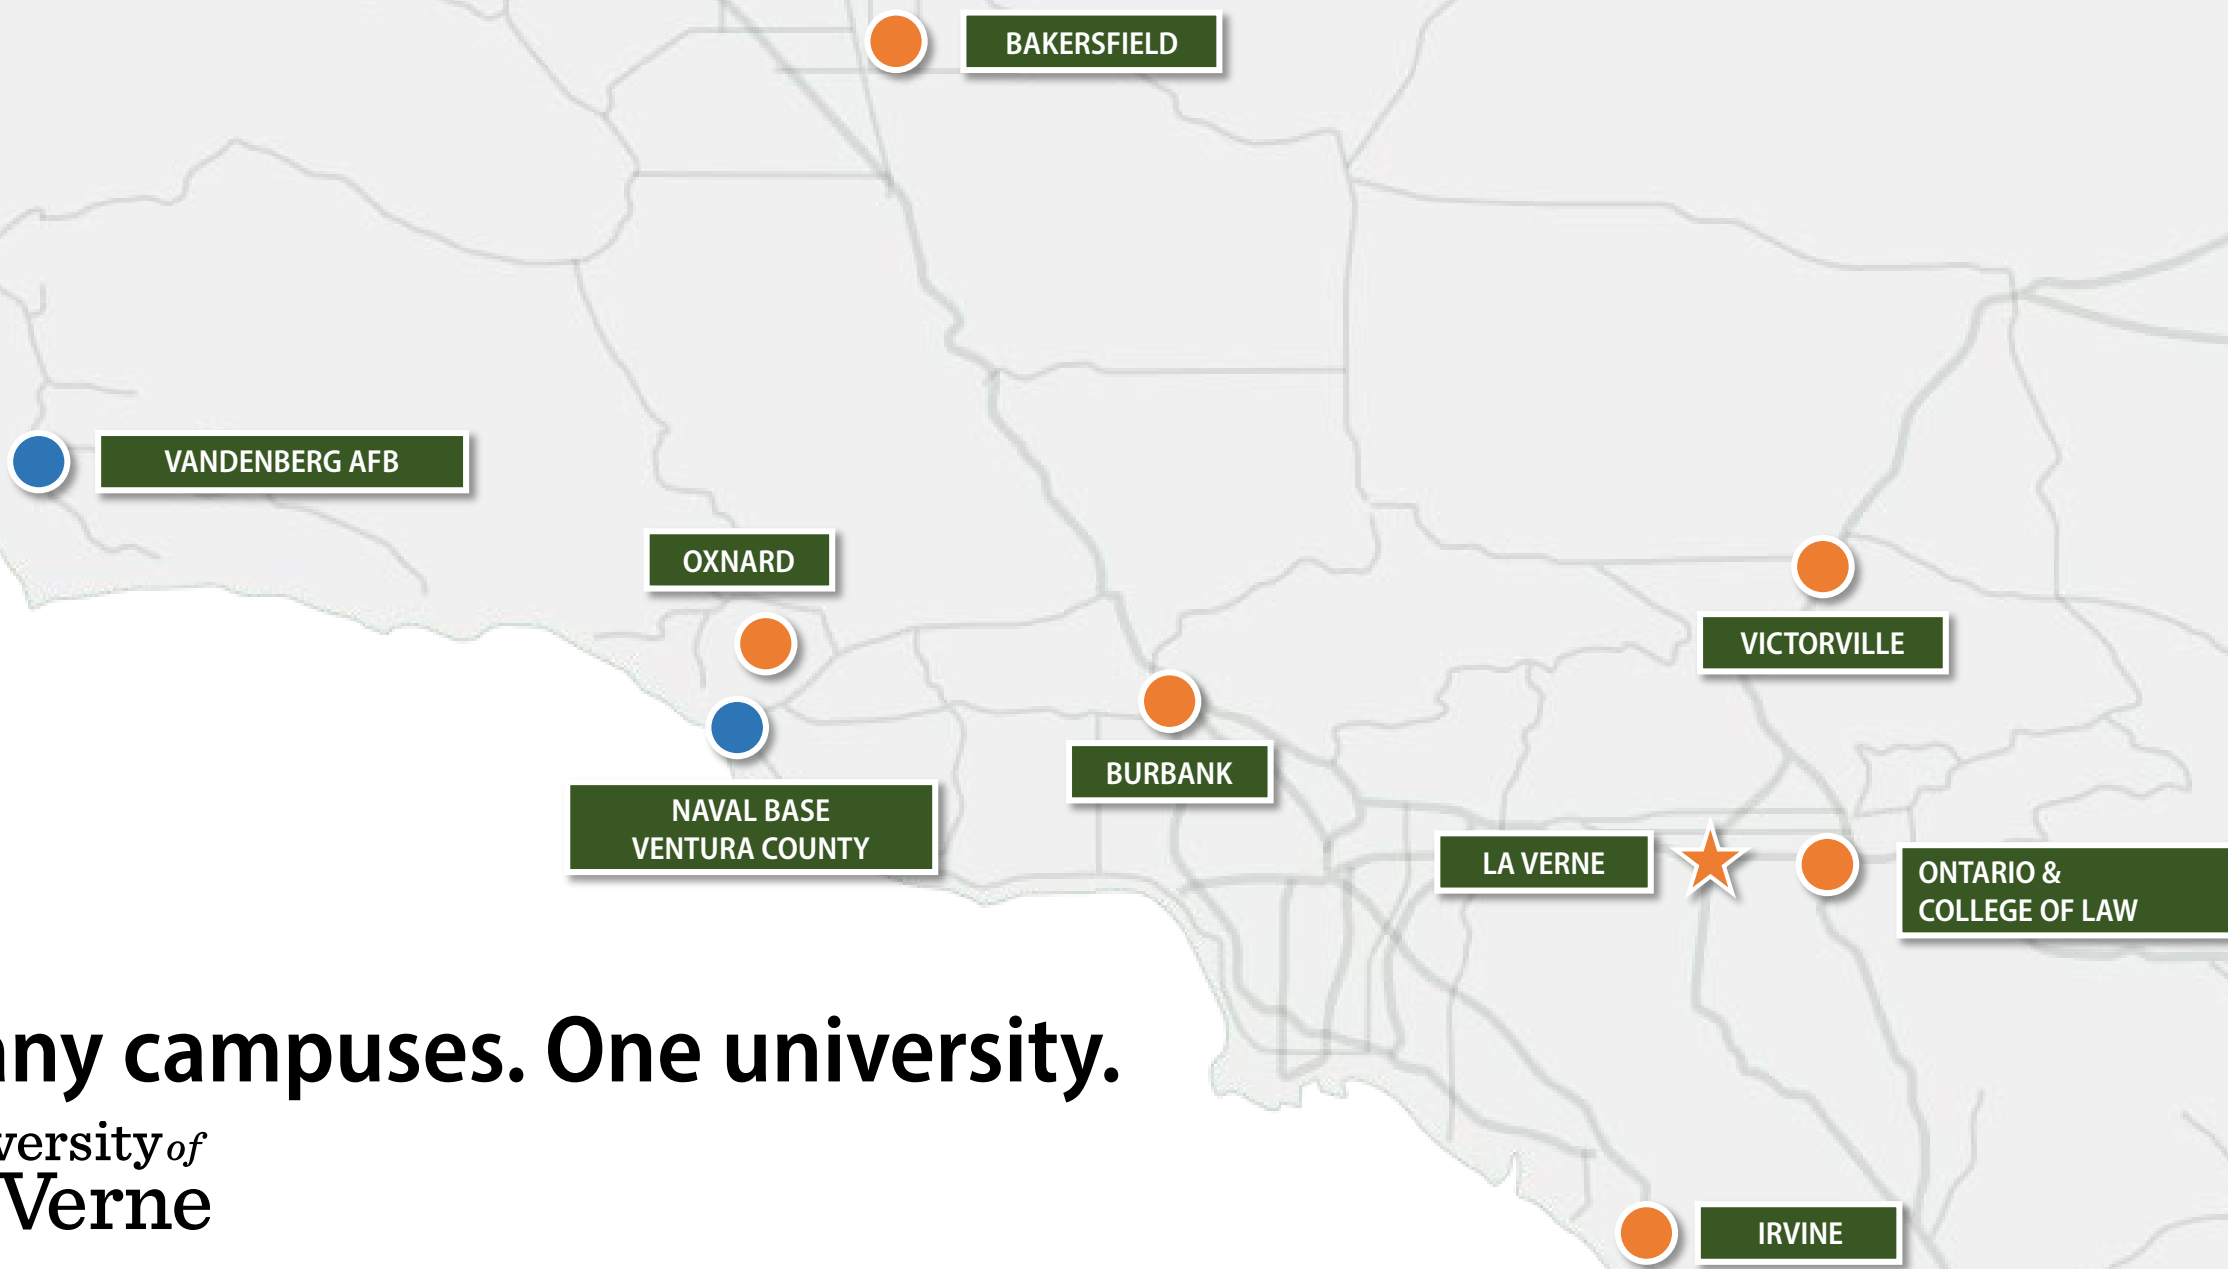 BAKERSFIELD
VANDENBERG AFB
OXNARD
VICTORVILLE
BURBANK
NAVAL BASE
VENTURA COUNTY
LA VERNE
ONTARIO &
COLLEGE OF LAW
any campuses. One university.
versity of
Verne
IRVINE